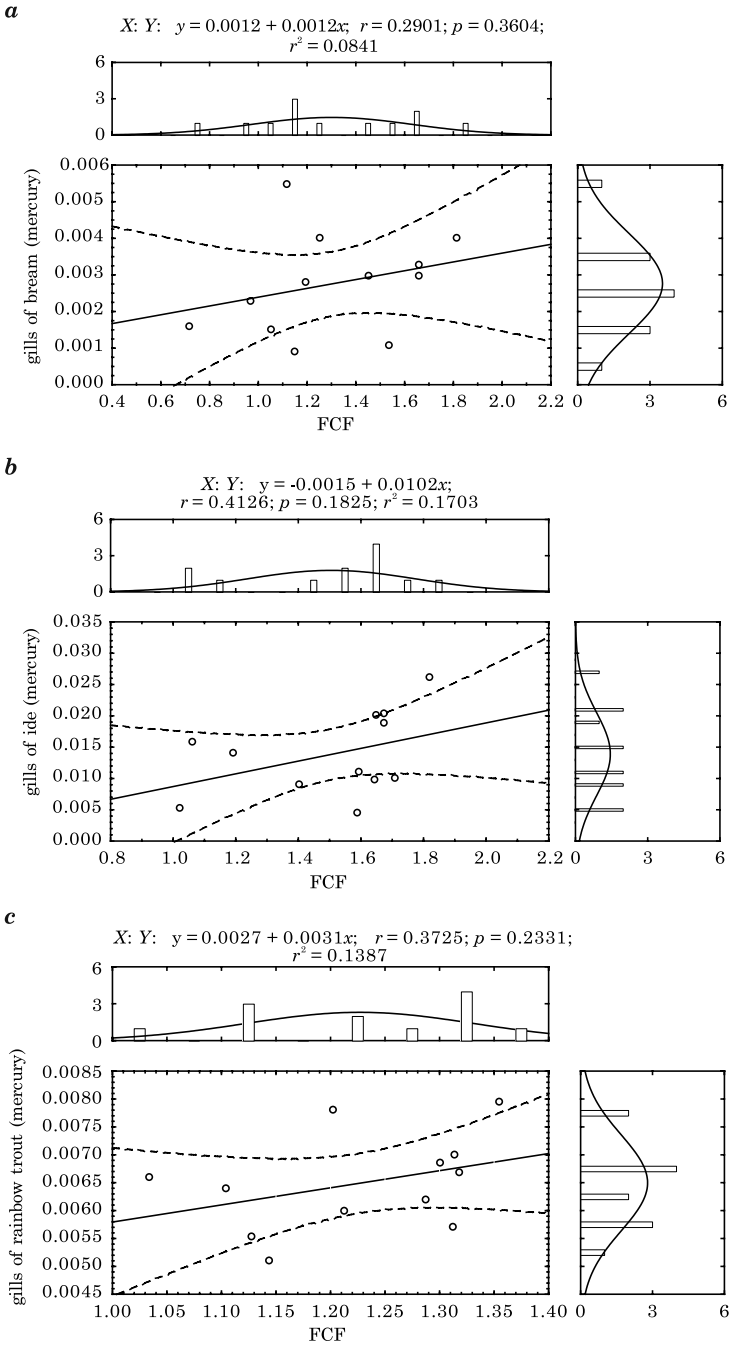 a
X: Y: y = 0.0012 + 0.0012x; r = 0.2901; p = 0.3604;
r² = 0.0841
6
3
0
0.006
0.005
0.004
0.003
0.002
0.001
0.000
gills of bream (mercury)
0.4 0.6 0.8 1.0 1.2 1.4 1.6 1.8 2.0 2.2 0 3 6
FCF
b
X: Y: y = -0.0015 + 0.0102x;
r = 0.4126; p = 0.1825; r² = 0.1703
6
3
0
0.035
0.030
0.025
0.020
0.015
0.010
0.005
0.000
gills of ide (mercury)
0.8 1.0 1.2 1.4 1.6 1.8 2.0 2.2 0 3 6
FCF
c
X: Y: y = 0.0027 + 0.0031x; r = 0.3725; p = 0.2331;
r² = 0.1387
6
3
0
0.0085
0.0080
0.0075
0.0070
0.0065
0.0060
0.0055
0.0050
0.0045
gills of rainbow trout (mercury)
1.00 1.05 1.10 1.15 1.20 1.25 1.30 1.35 1.40 0 3 6
FCF